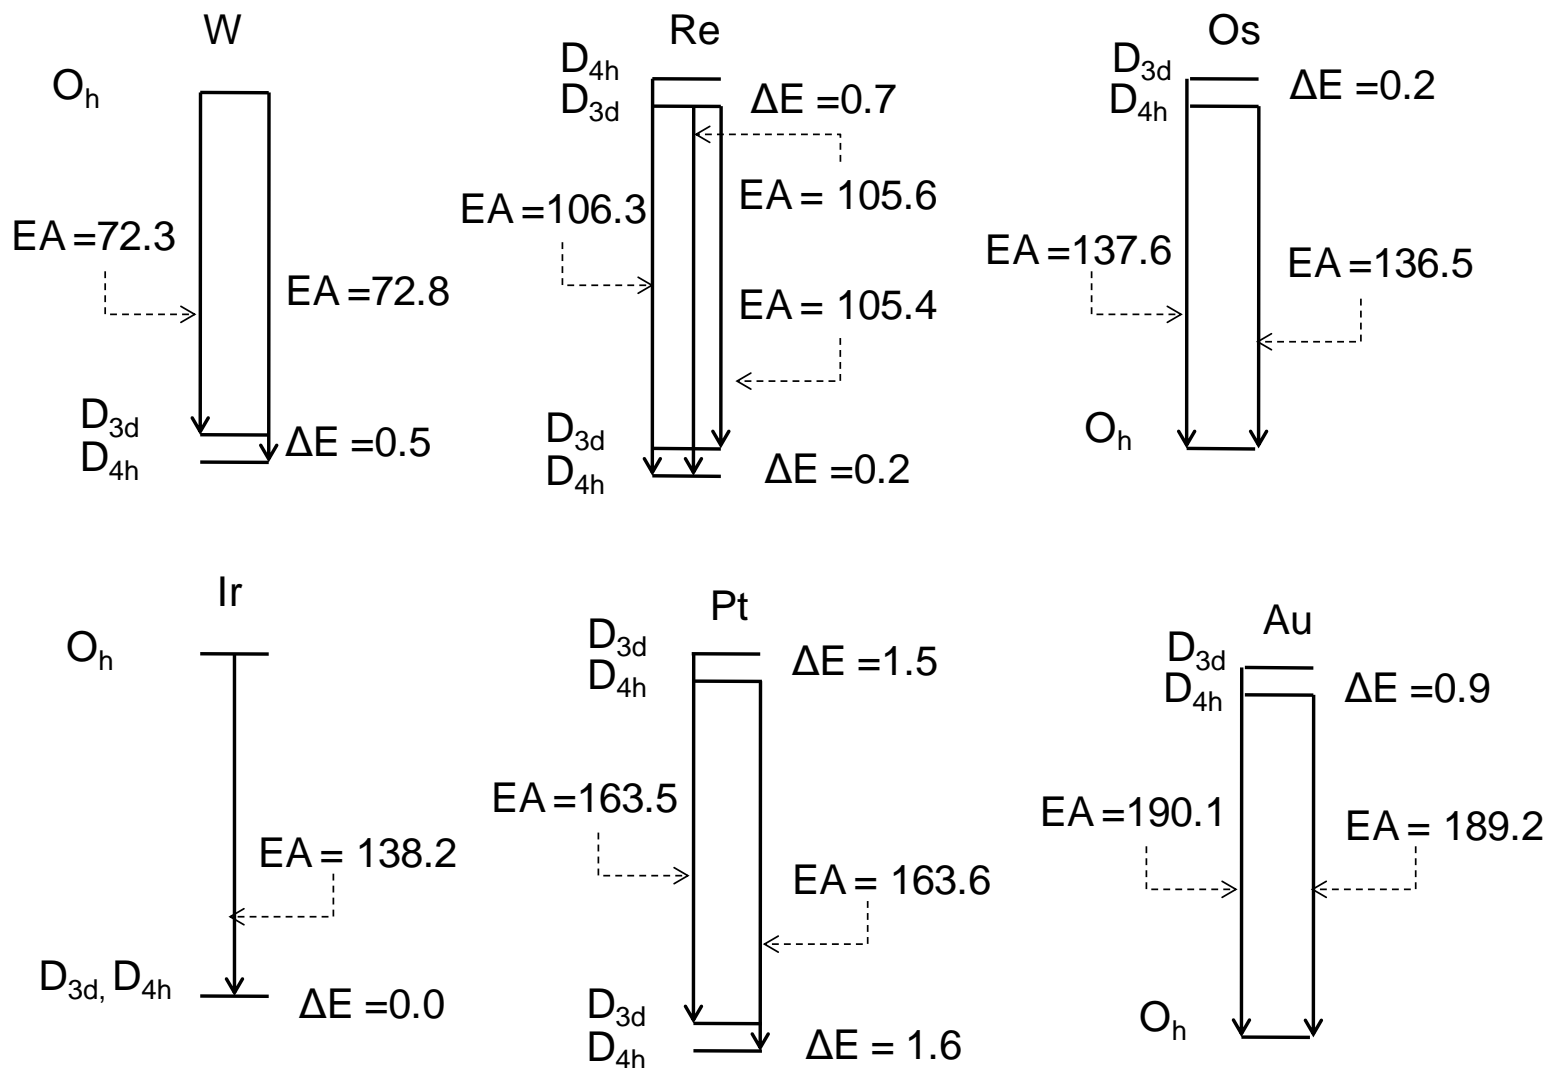 W
O_h
EA =72.3
EA =72.8
D_3d
D_4h
ΔE =0.5
Re
D_4h
D_3d
ΔE =0.7
EA =106.3
EA = 105.6
EA = 105.4
D_3d
D_4h
ΔE =0.2
Os
D_3d
D_4h
ΔE =0.2
EA =137.6
EA =136.5
O_h
Ir
O_h
EA = 138.2
D_3d, D_4h
ΔE =0.0
Pt
D_3d
D_4h
ΔE =1.5
EA =163.5
EA = 163.6
D_3d
D_4h
ΔE = 1.6
Au
D_3d
D_4h
ΔE =0.9
EA =190.1
EA = 189.2
O_h